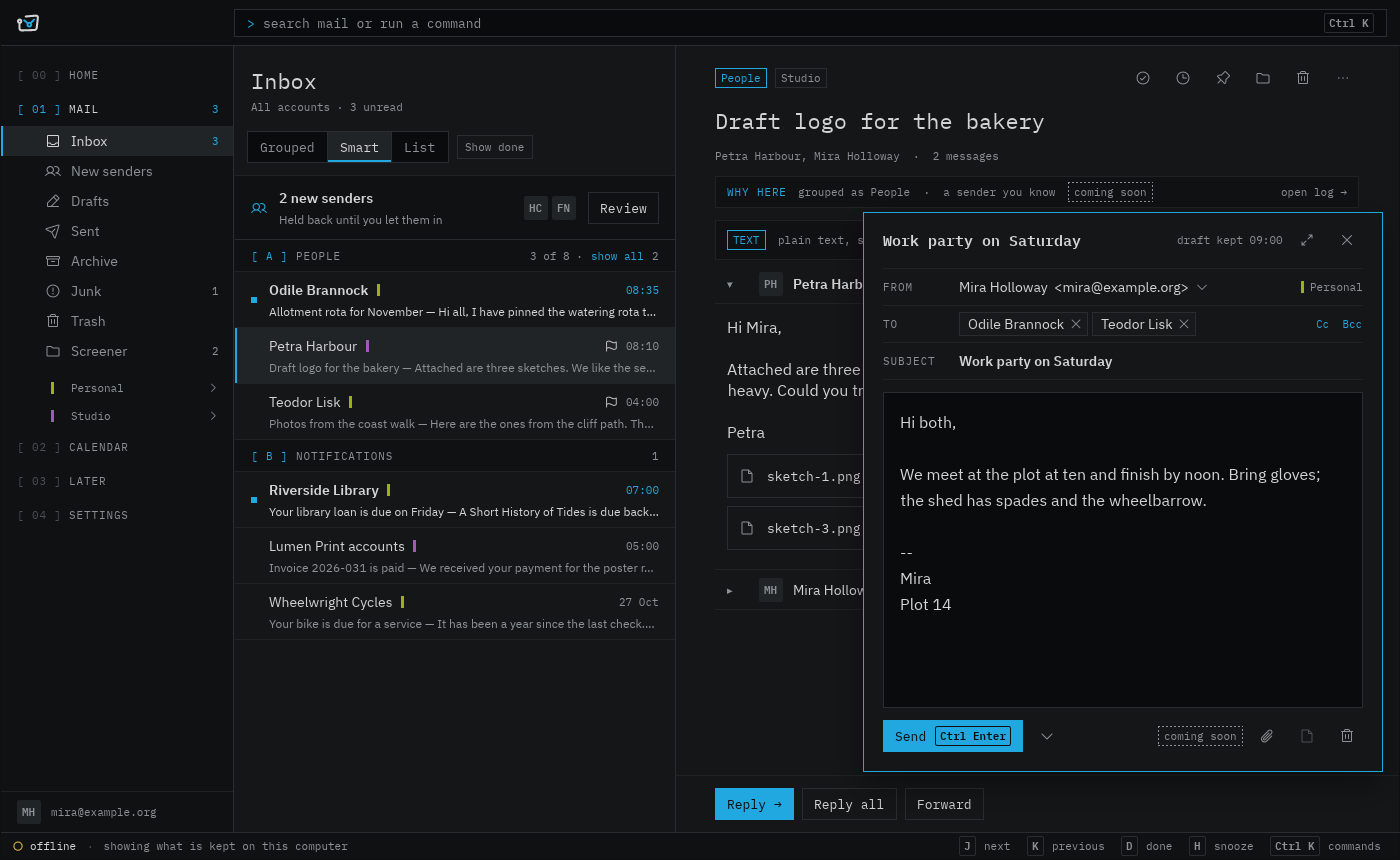 > search mail or run a command
Ctrl K
[ 00 ] HOME
[ 01 ] MAIL 3
Inbox 3
New senders
Drafts
Sent
Archive
Junk 1
Trash
Screener 2
Personal
Studio
[ 02 ] CALENDAR
[ 03 ] LATER
[ 04 ] SETTINGS
MH mira@example.org
Inbox
All accounts · 3 unread
Grouped Smart List Show done
2 new senders
Held back until you let them in
HC FN Review
[ A ] PEOPLE 3 of 8 · show all 2
Odile Brannock 08:35
Allotment rota for November — Hi all, I have pinned the watering rota t…
Petra Harbour 08:10
Draft logo for the bakery — Attached are three sketches. We like the se…
Teodor Lisk 04:00
Photos from the coast walk — Here are the ones from the cliff path. Th…
[ B ] NOTIFICATIONS 1
Riverside Library 07:00
Your library loan is due on Friday — A Short History of Tides is due back…
Lumen Print accounts 05:00
Invoice 2026-031 is paid — We received your payment for the poster r…
Wheelwright Cycles 27 Oct
Your bike is due for a service — It has been a year since the last check.…
People Studio
Draft logo for the bakery
Petra Harbour, Mira Holloway · 2 messages
WHY HERE grouped as People · a sender you know coming soon open log →
TEXT plain text, s
PH Petra Harb
Hi Mira,
Attached are three
heavy. Could you tr
Petra
sketch-1.png
sketch-3.png
MH Mira Hollow
Reply → Reply all Forward
Work party on Saturday draft kept 09:00
FROM Mira Holloway <mira@example.org> Personal
TO Odile Brannock Teodor Lisk Cc Bcc
SUBJECT Work party on Saturday
Hi both,
We meet at the plot at ten and finish by noon. Bring gloves;
the shed has spades and the wheelbarrow.
--
Mira
Plot 14
Send Ctrl Enter coming soon
offline · showing what is kept on this computer
J next K previous D done H snooze Ctrl K commands